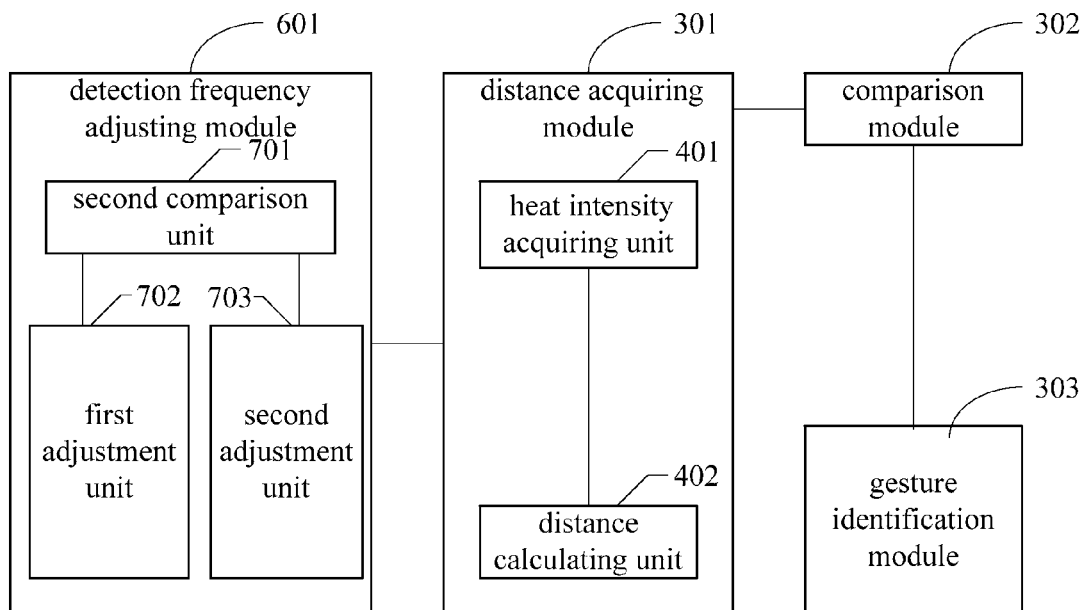 601
detection frequency
adjusting module
701
second comparison
unit
702
first
adjustment
unit
703
second
adjustment
unit
301
distance acquiring
module
401
heat intensity
acquiring unit
402
distance
calculating unit
302
comparison
module
303
gesture
identification
module